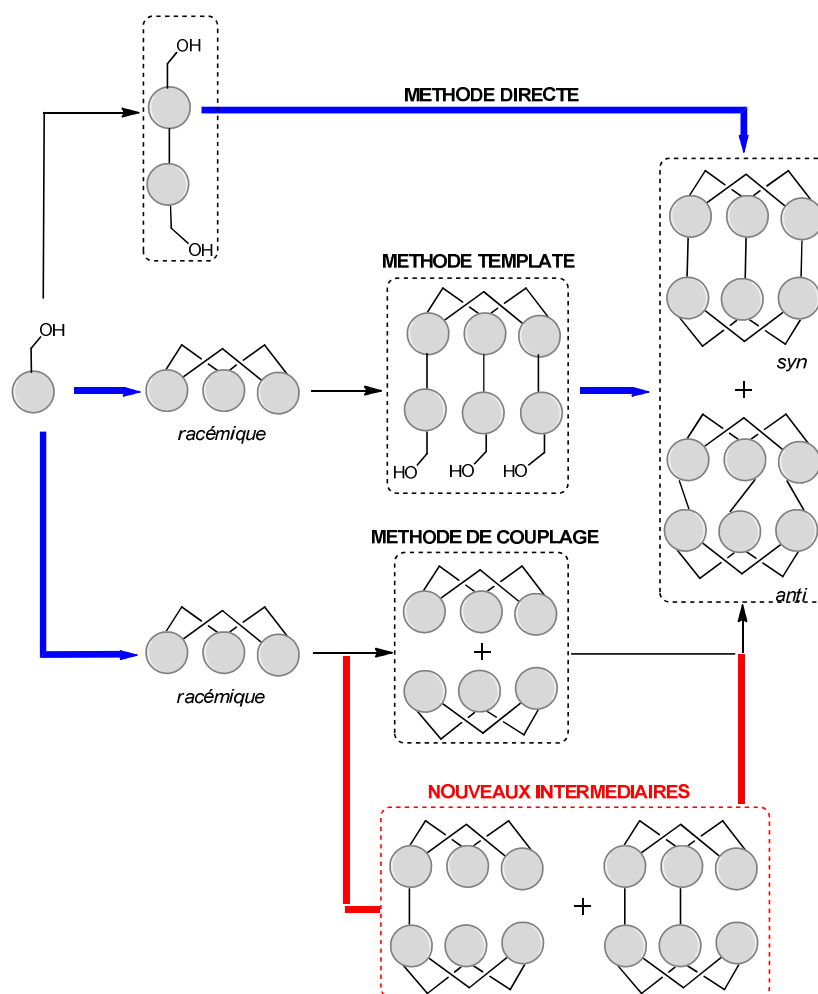 OH
METHODE DIRECTE
OH
METHODE TEMPLATE
OH
syn
+
racémique
HO
HO
HO
METHODE DE COUPLAGE
anti
+
racémique
NOUVEAUX INTERMEDIAIRES
+